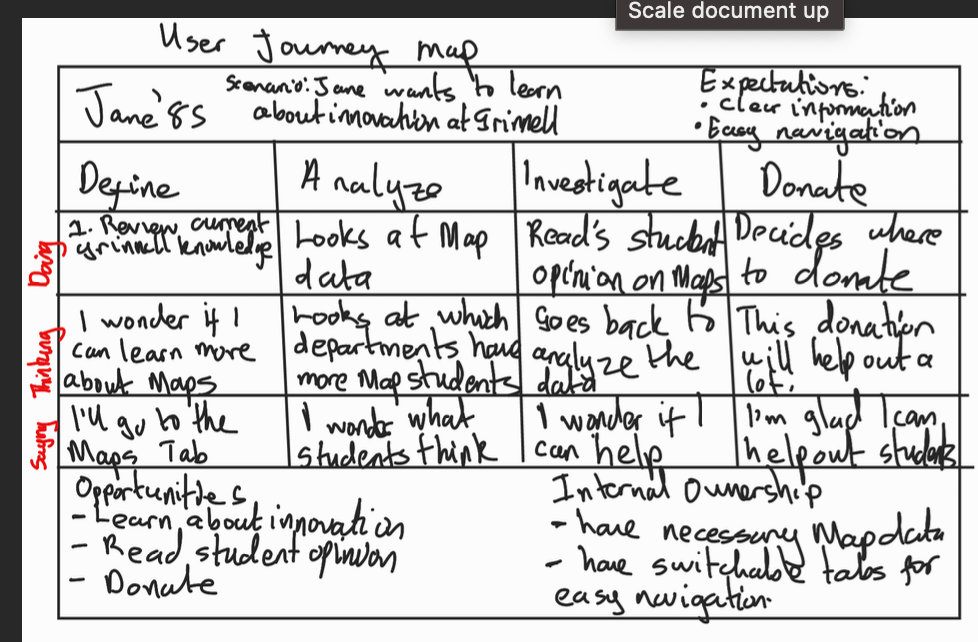 Scale document up
User Journey map
Jane '85
Scenario: Jane wants to learn
about innovation at Grinnell
Expectations:
• Clear information
• Easy navigation
Define
Analyze
Investigate
Donate
Doing
1. Review current
grinnell knowledge
Looks at Map
data
Read's student
opinion on Maps
Decides where
to donate
Thinking
I wonder if I
can learn more
about Maps
Looks at which
departments have
more Map students
Goes back to
analyze the
data
This donation
will help out a
lot.
Saying
I'll go to the
Maps Tab
I wonder what
students think
I wonder if I
can help
I'm glad I can
help out students
Opportunities
- Learn about innovation
- Read student opinion
- Donate
Internal Ownership
- have necessary Map data
- have switchable tabs for
easy navigation.